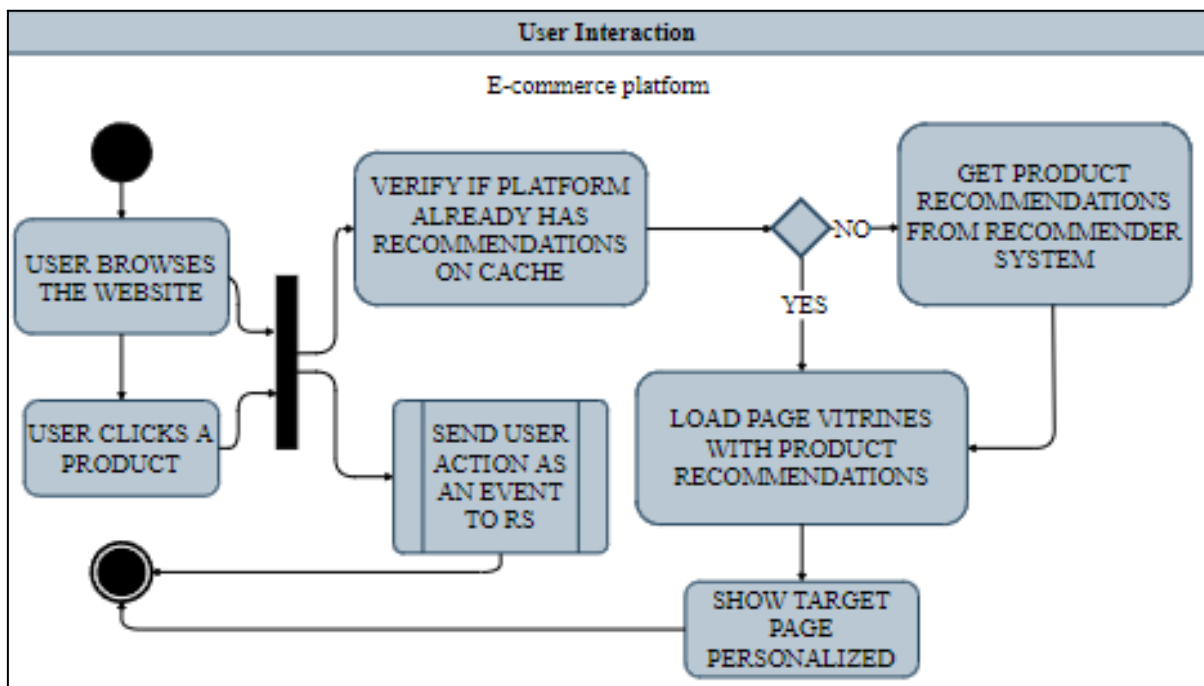 User Interaction
E-commerce platform
USER BROWSES
THE WEBSITE
USER CLICKS A
PRODUCT
VERIFY IF PLATFORM
ALREADY HAS
RECOMMENDATIONS
ON CACHE
SEND USER
ACTION AS
AN EVENT
TO RS
NO
YES
GET PRODUCT
RECOMMENDATIONS
FROM RECOMMENDER
SYSTEM
LOAD PAGE VITRINES
WITH PRODUCT
RECOMMENDATIONS
SHOW TARGET
PAGE
PERSONALIZED